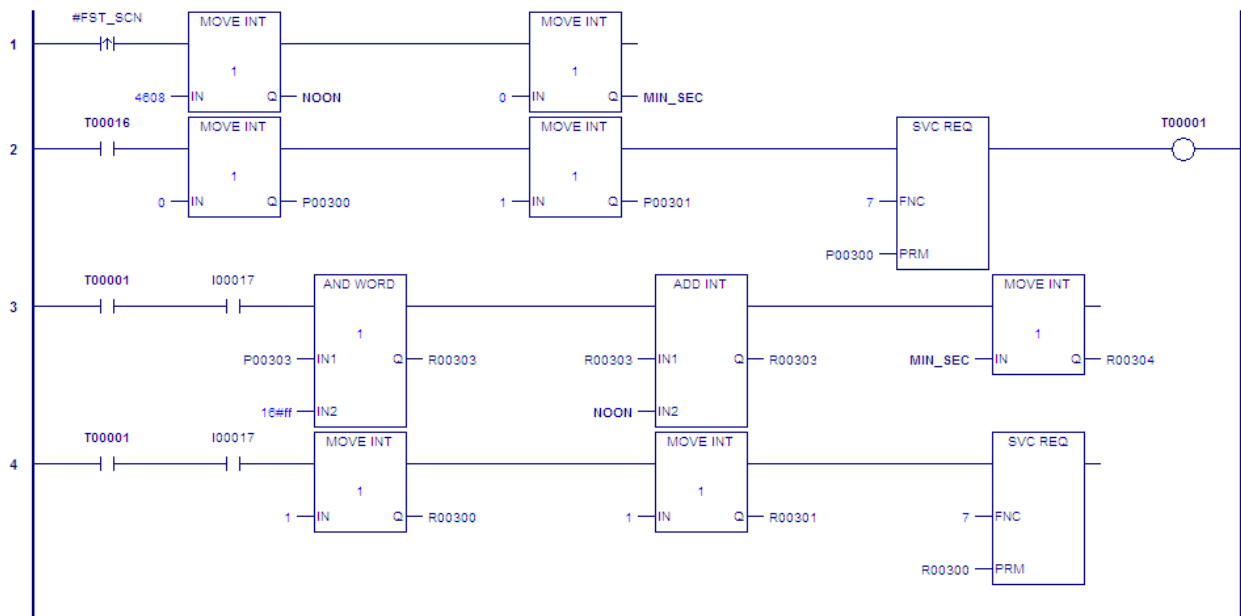 #FST_SCN MOVE INT MOVE INT
1
1 1
4608 IN Q NOON 0 IN Q MIN_SEC
T00016 MOVE INT MOVE INT SVC REQ T00001
2
1 1
0 IN Q P00300 1 IN Q P00301 7 FNC
P00300 PRM
T00001 I00017 AND WORD ADD INT MOVE INT
3
1 1
P00303 IN1 Q R00303 R00303 IN1 Q R00303 MIN_SEC IN Q R00304
16#ff IN2 NOON IN2
T00001 I00017 MOVE INT MOVE INT SVC REQ
4
1 1
1 IN Q R00300 1 IN Q R00301 7 FNC
R00300 PRM